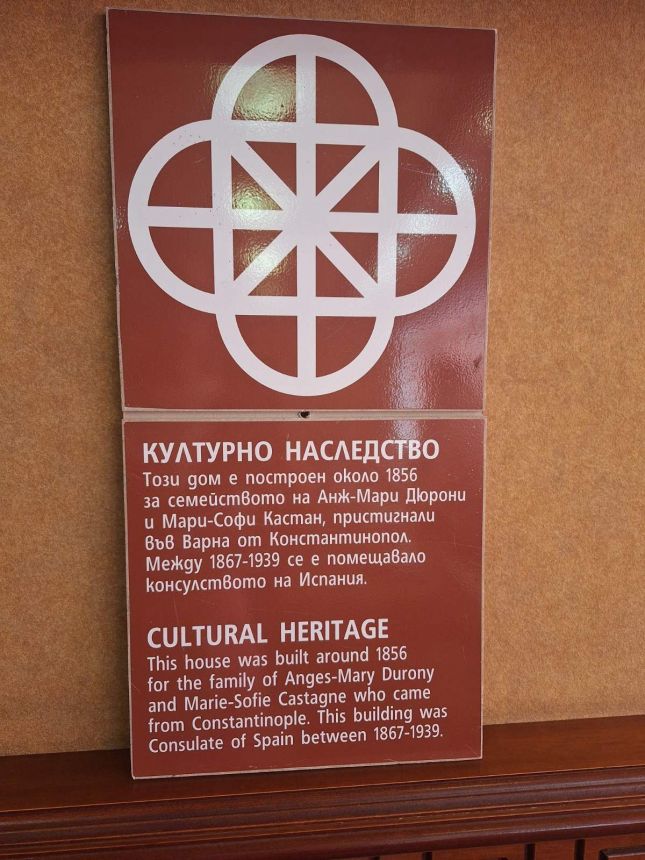 КУЛТУРНО НАСЛЕДСТВО
Този дом е построен около 1856
за семейството на Анж-Мари Дюрони
и Мари-Софи Кастан, пристигнали
във Варна от Константинопол.
Между 1867-1939 се е помещавало
консулството на Испания.
CULTURAL HERITAGE
This house was built around 1856
for the family of Anges-Mary Durony
and Marie-Sofie Castagne who came
from Constantinople. This building was
Consulate of Spain between 1867-1939.